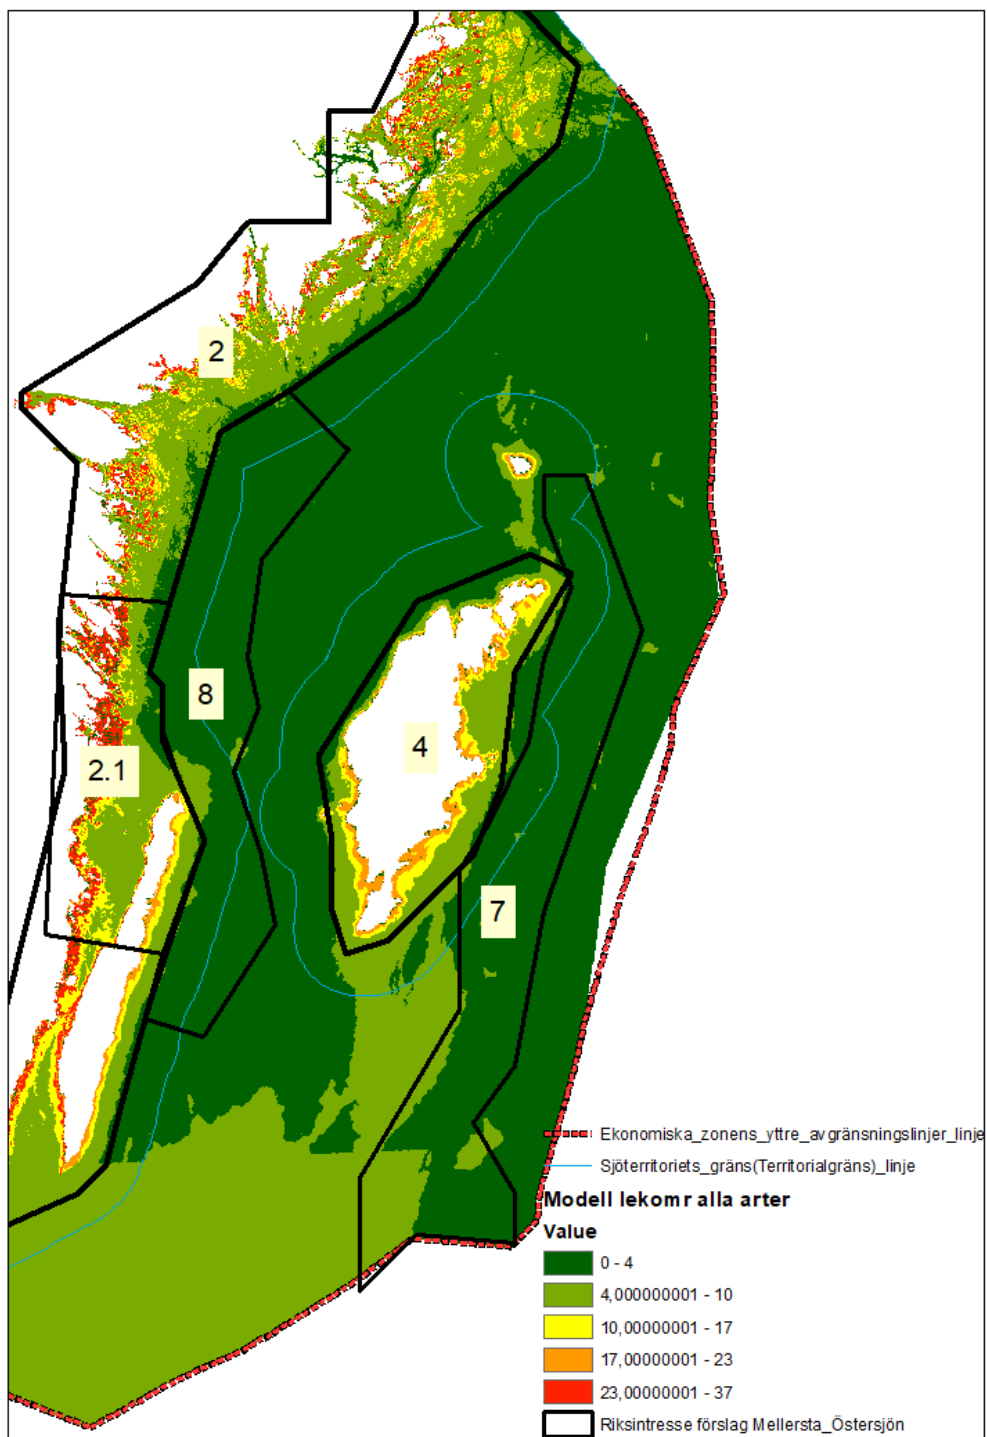 2
8
4
2.1
7
Ekonomiska_zonens_yttre_avgränsningslinjer_linje
Sjöterritoriets_gräns(Territorialgräns)_linje
Modell lekomr alla arter
Value
0 - 4
4,000000001 - 10
10,00000001 - 17
17,00000001 - 23
23,00000001 - 37
Riksintresse förslag Mellersta_Östersjön